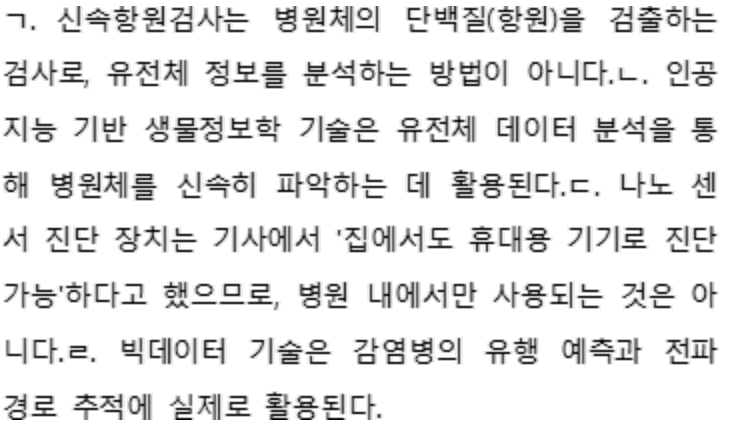 ㄱ. 신속항원검사는 병원체의 단백질(항원)을 검출하는
검사로, 유전체 정보를 분석하는 방법이 아니다.ㄴ. 인공
지능 기반 생물정보학 기술은 유전체 데이터 분석을 통
해 병원체를 신속히 파악하는 데 활용된다.ㄷ. 나노 센
서 진단 장치는 기사에서 '집에서도 휴대용 기기로 진단
가능'하다고 했으므로, 병원 내에서만 사용되는 것은 아
니다.ㄹ. 빅데이터 기술은 감염병의 유행 예측과 전파
경로 추적에 실제로 활용된다.